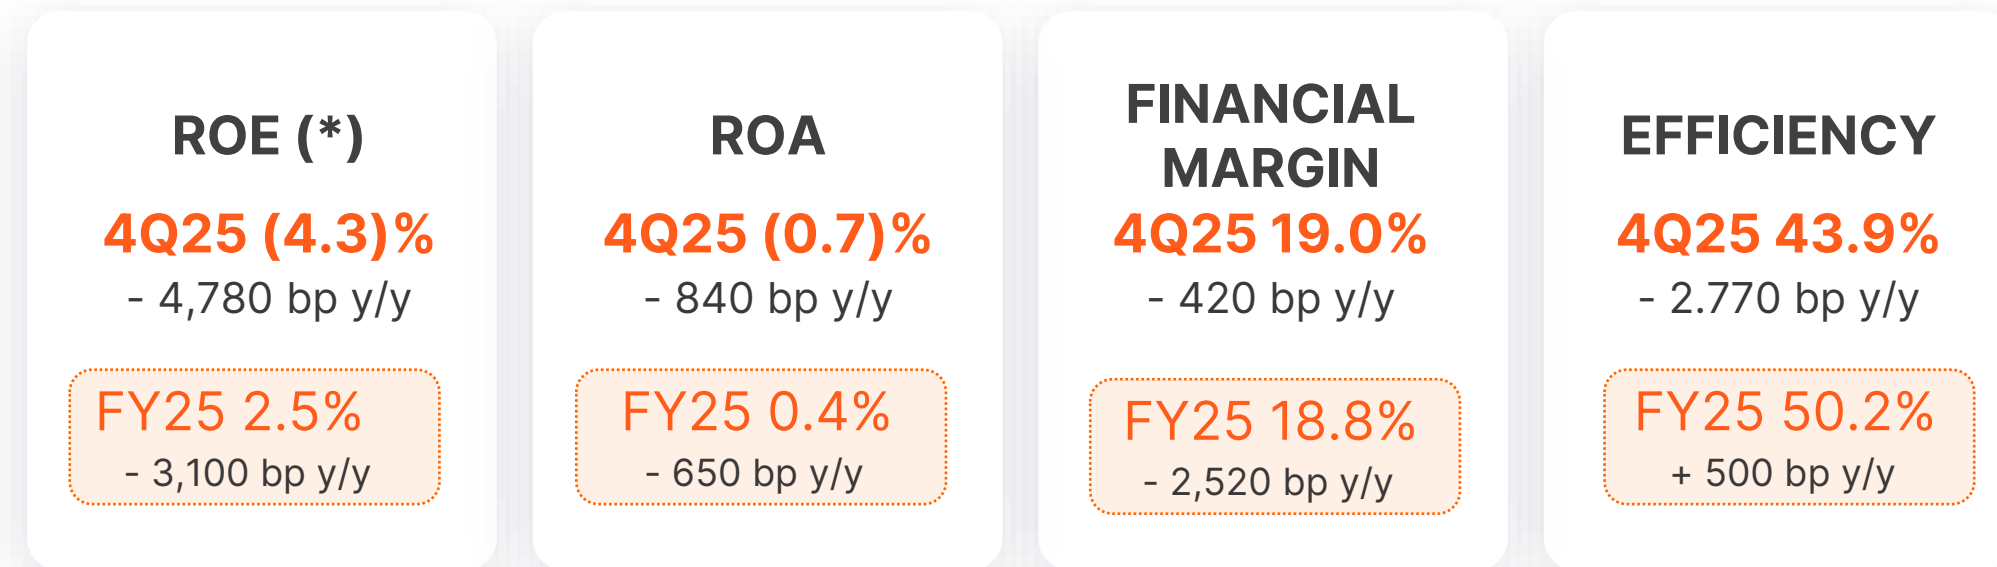 ROE (*)
4Q25 (4.3)%
- 4,780 bp y/y
FY25 2.5%
- 3,100 bp y/y
ROA
4Q25 (0.7)%
- 840 bp y/y
FY25 0.4%
- 650 bp y/y
FINANCIAL
MARGIN
4Q25 19.0%
- 420 bp y/y
FY25 18.8%
- 2,520 bp y/y
EFFICIENCY
4Q25 43.9%
- 2.770 bp y/y
FY25 50.2%
+ 500 bp y/y